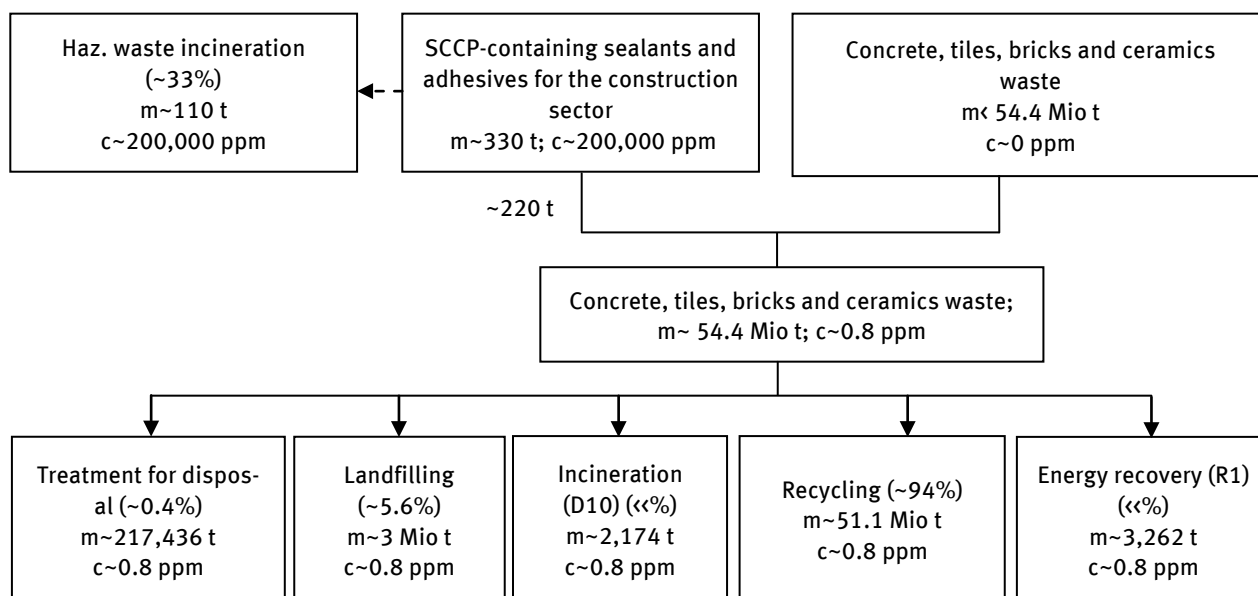 Haz. waste incineration
(~33%)
m~110 t
c~200,000 ppm
SCCP-containing sealants and
adhesives for the construction
sector
m~330 t; c~200,000 ppm
Concrete, tiles, bricks and ceramics
waste
m< 54.4 Mio t
c~0 ppm
~220 t
Concrete, tiles, bricks and ceramics waste;
m~ 54.4 Mio t; c~0.8 ppm
Treatment for dispos-
al (~0.4%)
m~217,436 t
c~0.8 ppm
Landfilling
(~5.6%)
m~3 Mio t
c~0.8 ppm
Incineration
(D10) (<<%)
m~2,174 t
c~0.8 ppm
Recycling (~94%)
m~51.1 Mio t
c~0.8 ppm
Energy recovery (R1)
(<<%)
m~3,262 t
c~0.8 ppm